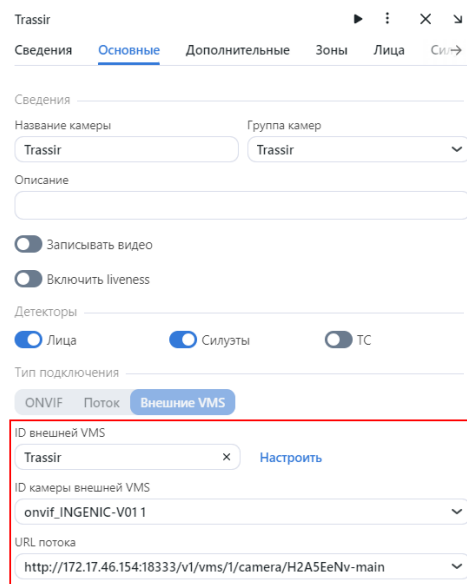 Trassir
Сведения Основные Дополнительные Зоны Лица
Сведения
Название камеры Группа камер
Trassir Trassir
Описание
Записывать видео
Включить liveness
Детекторы
Лица Силуэты ТС
Тип подключения
ONVIF Поток Внешние VMS
ID внешней VMS
Trassir Настроить
ID камеры внешней VMS
onvif_INGENIC-V01 1
URL потока
http://172.17.46.154:18333/v1/vms/1/camera/H2A5EeNv-main